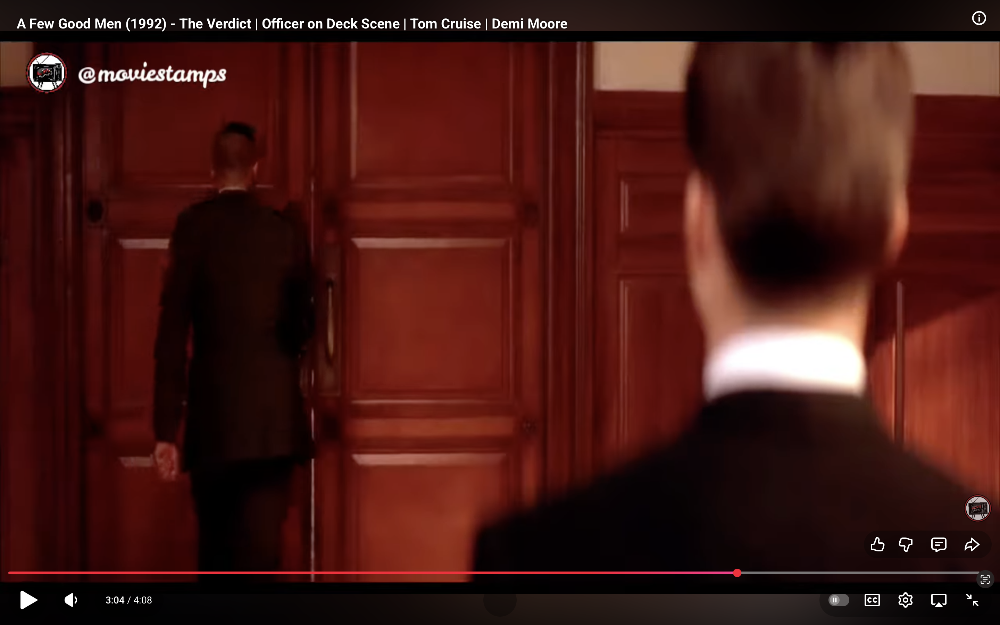 A Few Good Men (1992) - The Verdict | Officer on Deck Scene | Tom Cruise | Demi Moore
@moviestamps
3:04 / 4:08
CC